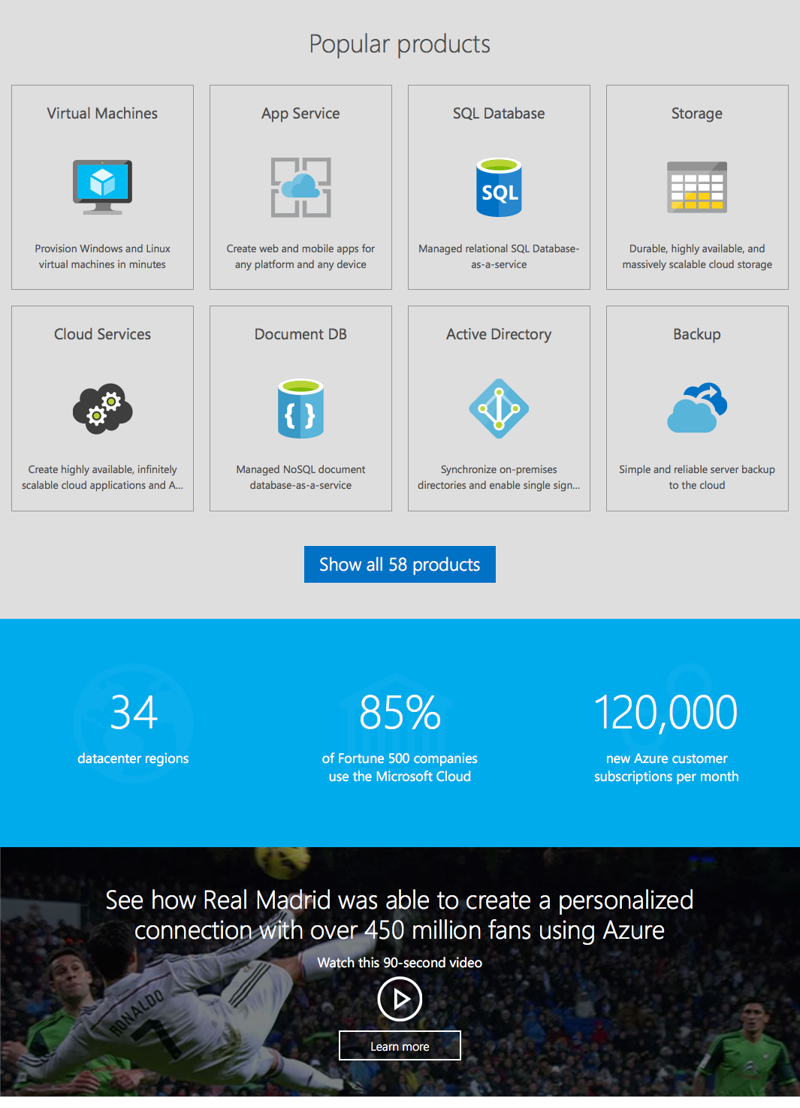 Popular products
Virtual Machines
Provision Windows and Linux
virtual machines in minutes
App Service
Create web and mobile apps for
any platform and any device
SQL Database
SQL
Managed relational SQL Database-
as-a-service
Storage
Durable, highly available, and
massively scalable cloud storage
Cloud Services
Create highly available, infinitely
scalable cloud applications and A...
Document DB
{ }
Managed NoSQL document
database-as-a-service
Active Directory
Synchronize on-premises
directories and enable single sign...
Backup
Simple and reliable server backup
to the cloud
Show all 58 products
34
datacenter regions
85%
of Fortune 500 companies
use the Microsoft Cloud
120,000
new Azure customer
subscriptions per month
See how Real Madrid was able to create a personalized
connection with over 450 million fans using Azure
Watch this 90-second video
RONALDO
7
Learn more